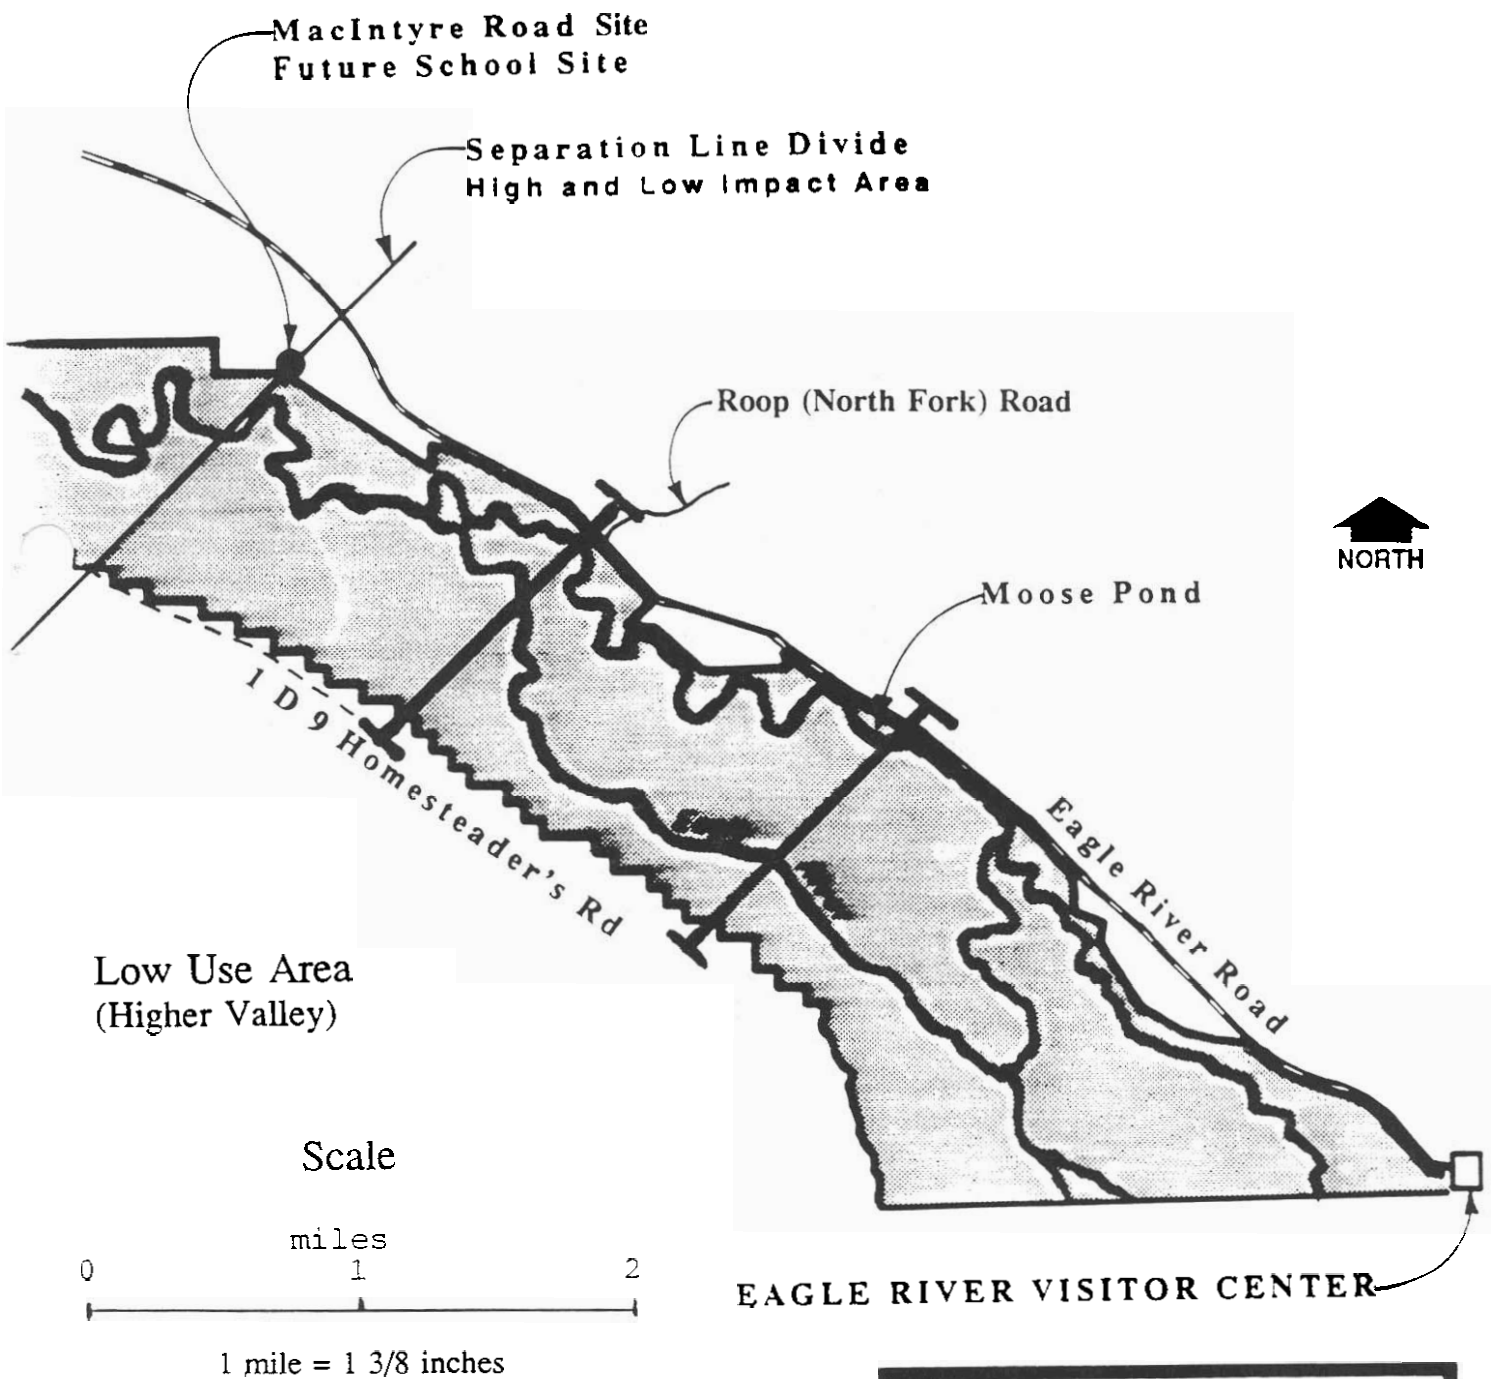 MacIntyre Road Site
Future School Site
Separation Line Divide
High and Low Impact Area
Roop (North Fork) Road
NORTH
Moose Pond
1 D 9 Homesteader's Rd
Eagle River Road
Low Use Area
(Higher Valley)
Scale
miles
0 1 2
EAGLE RIVER VISITOR CENTER
1 mile = 1 3/8 inches